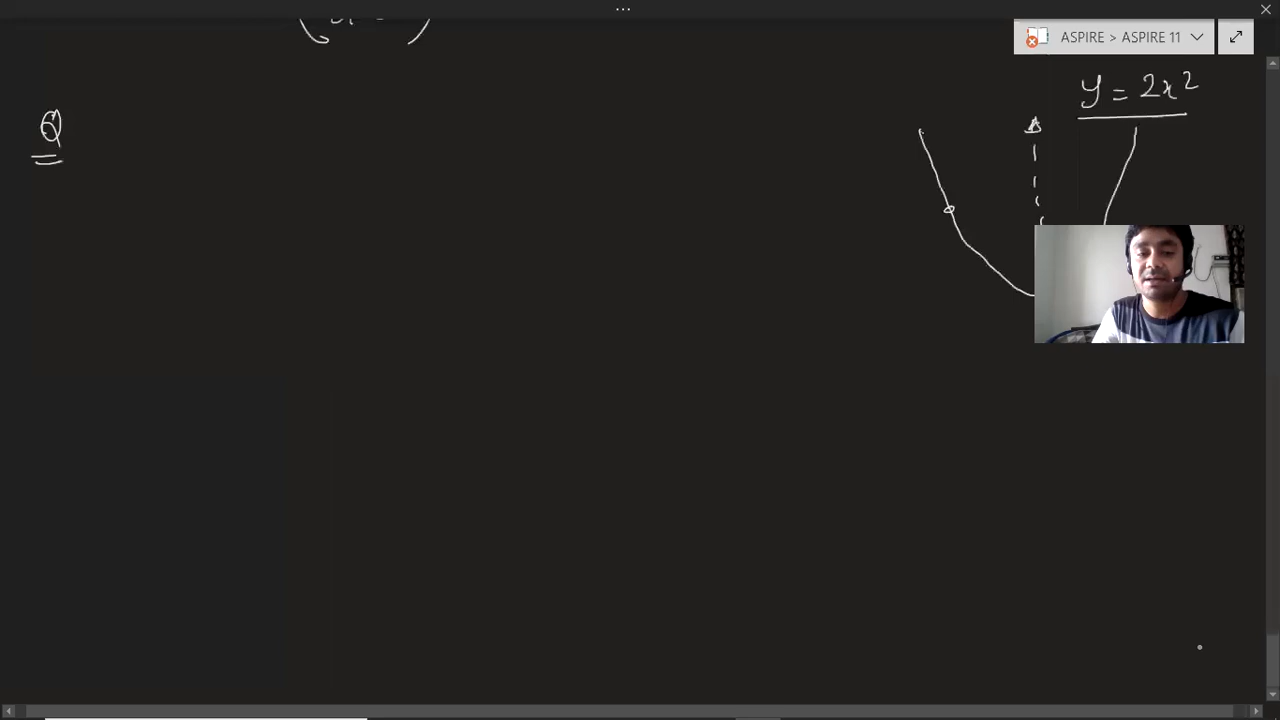 ASPIRE > ASPIRE 11
y = 2x²
Q